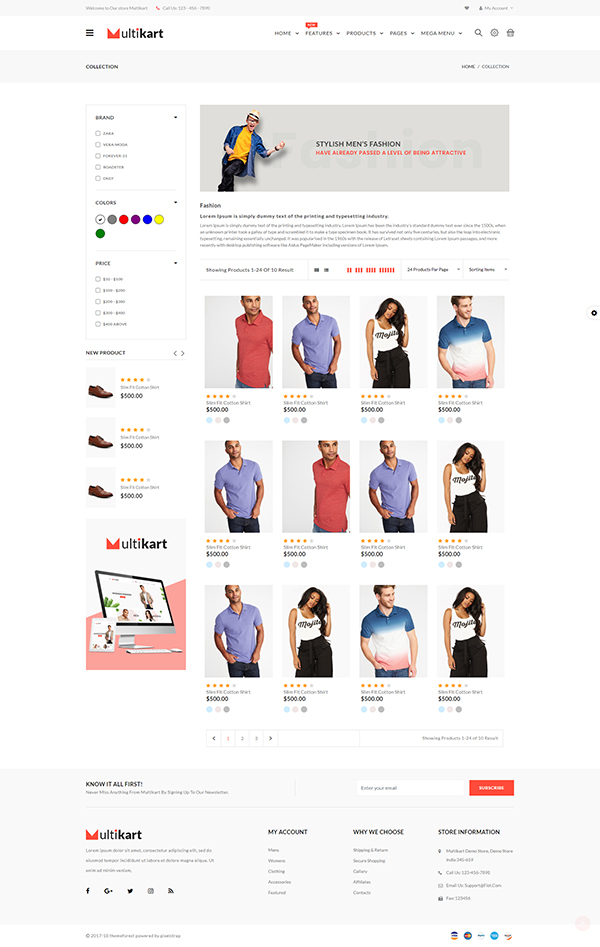 Welcome to Our store Multikart
Call Us: 123 - 456 - 7890
My Account
Multikart
HOME
NEW
FEATURES
PRODUCTS
PAGES
MEGA MENU
COLLECTION
HOME / COLLECTION
BRAND
ZARA
VERA-MODA
FOREVER-21
ROADSTER
ONLY
COLORS
PRICE
$10 - $100
$100 - $200
$200 - $300
$300 - $400
$400 ABOVE
NEW PRODUCT
Slim Fit Cotton Shirt
$500.00
Slim Fit Cotton Shirt
$500.00
Slim Fit Cotton Shirt
$500.00
Multikart
Fashion
STYLISH MEN'S FASHION
HAVE ALREADY PASSED A LEVEL OF BEING ATTRACTIVE
Fashion
Lorem Ipsum is simply dummy text of the printing and typesetting industry.
Lorem Ipsum is simply dummy text of the printing and typesetting industry. Lorem Ipsum has been the industry's standard dummy text ever since the 1500s, when
an unknown printer took a galley of type and scrambled it to make a type specimen book. It has survived not only five centuries, but also the leap into electronic
typesetting, remaining essentially unchanged. It was popularised in the 1960s with the release of Letraset sheets containing Lorem Ipsum passages, and more
recently with desktop publishing software like Aldus PageMaker including versions of Lorem Ipsum.
Showing Products 1-24 Of 10 Result
24 Products Per Page
Sorting Items
Slim Fit Cotton Shirt
$500.00
Slim Fit Cotton Shirt
$500.00
Mojito
Slim Fit Cotton Shirt
$500.00
Slim Fit Cotton Shirt
$500.00
Slim Fit Cotton Shirt
$500.00
Slim Fit Cotton Shirt
$500.00
Slim Fit Cotton Shirt
$500.00
Mojito
Slim Fit Cotton Shirt
$500.00
Slim Fit Cotton Shirt
$500.00
Mojito
Slim Fit Cotton Shirt
$500.00
Slim Fit Cotton Shirt
$500.00
Mojito
Slim Fit Cotton Shirt
$500.00
< 1 2 3 >
Showing Products 1-24 of 10 Result
KNOW IT ALL FIRST!
Never Miss Anything From Multikart By Signing Up To Our Newsletter.
Enter your email
SUBSCRIBE
Multikart
Lorem ipsum dolor sit amet, consectetur adipiscing elit, sed do
eiusmod tempor incididunt ut labore et dolore magna aliqua. Ut
enim ad minim veniam,
MY ACCOUNT
Mens
Womens
Clothing
Accessories
Featured
WHY WE CHOOSE
Shipping & Return
Secure Shopping
Gallary
Affiliates
Contacts
STORE INFORMATION
Multikart Demo Store, Demo Store
India 345-659
Call Us: 123-456-7898
Email Us: Support@Fiot.Com
Fax: 123456
© 2017-18 themeforest powered by pixelstrap